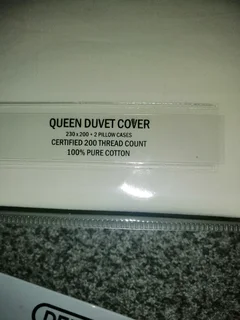 QUEEN DUVET COVER
230 x 200 + 2 PILLOW CASES
CERTIFIED 200 THREAD COUNT
100% PURE COTTON